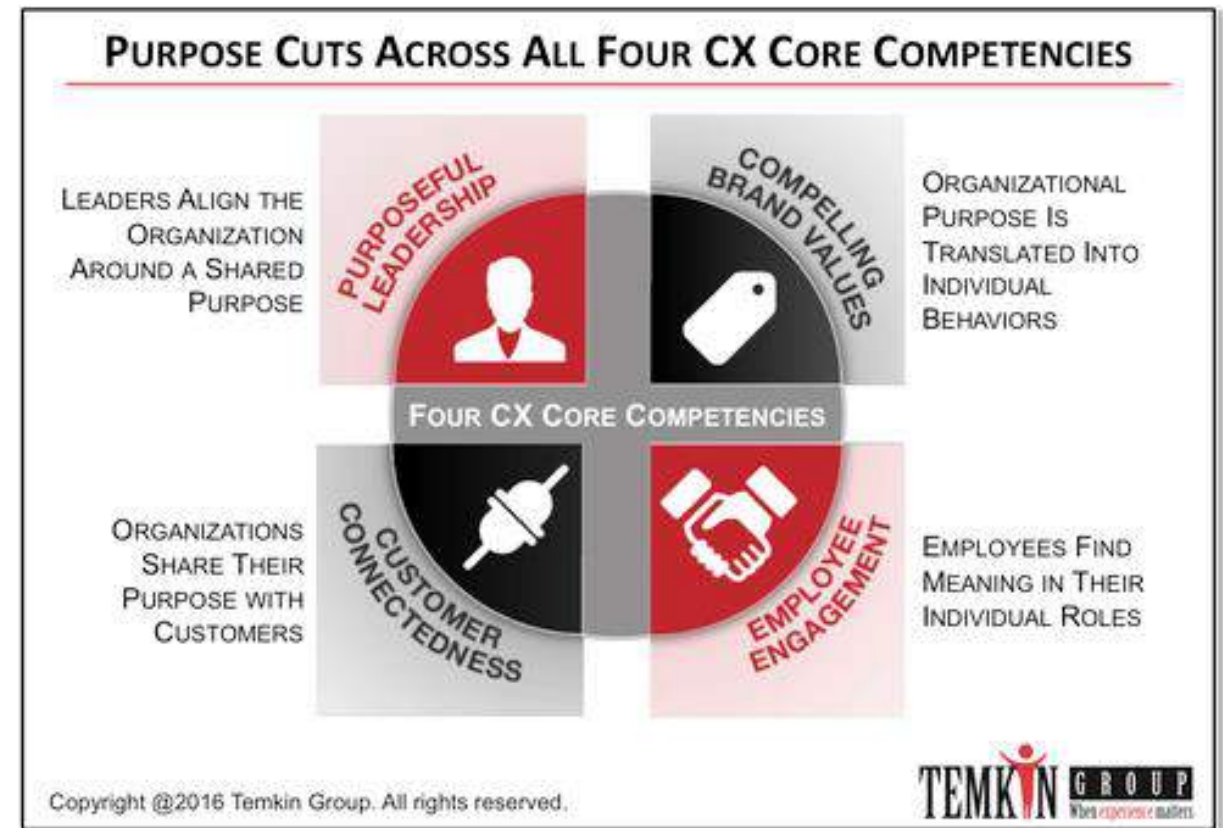 PURPOSE CUTS ACROSS ALL FOUR CX CORE COMPETENCIES
LEADERS ALIGN THE
ORGANIZATION
AROUND A SHARED
PURPOSE
PURPOSEFUL
LEADERSHIP
COMPELLING
BRAND VALUES
ORGANIZATIONAL
PURPOSE IS
TRANSLATED INTO
INDIVIDUAL
BEHAVIORS
FOUR CX CORE COMPETENCIES
ORGANIZATIONS
SHARE THEIR
PURPOSE WITH
CUSTOMERS
CUSTOMER
CONNECTEDNESS
EMPLOYEE
ENGAGEMENT
EMPLOYEES FIND
MEANING IN THEIR
INDIVIDUAL ROLES
Copyright @2016 Temkin Group. All rights reserved.
TEMKIN GROUP
When experience matters